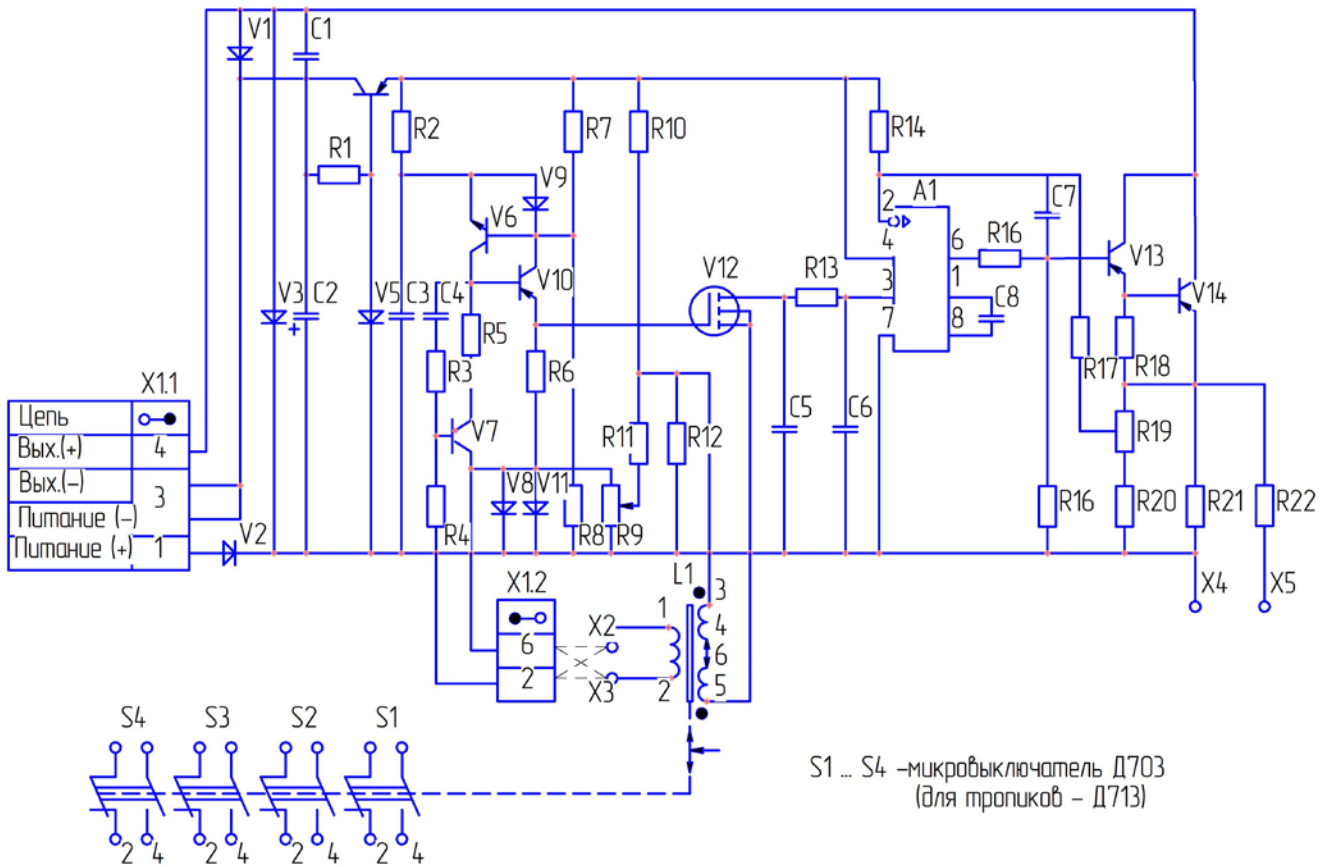 V1
C1
R1
R2
R7
R10
R14
V9
A1
V6
2
C7
4
6
R16
V13
V12
R13
V10
3
1
V14
V3
C2
V5
C3
C4
7
8
C8
+
R5
R3
R6
R17
R18
X1.1
C5
C6
Цепь
V7
R11
R12
R19
Вых.(+)
4
Вых.(-)
3
V8
V11
Питание (-)
R4
R8
R9
R16
R20
R21
R22
Питание (+)
1
V2
X1.2
L1
3
X4
X5
1
4
6
X2
6
2
X3
2
5
S4
S3
S2
S1
S1 ... S4 -микровыключатель Д703
(для тропиков - Д713)
2
4
2
4
2
4
2
4